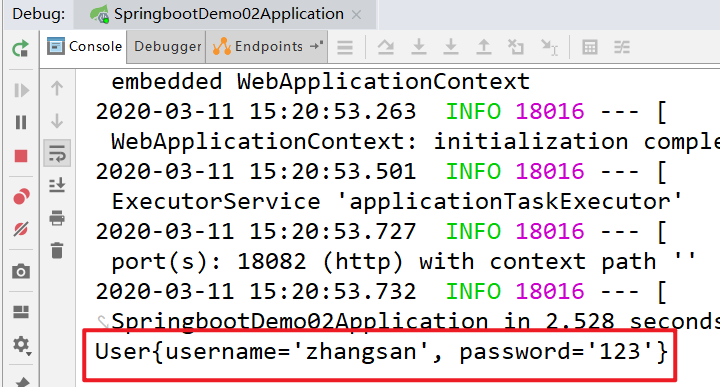 Debug: SpringbootDemo02Application ×
Console Debugger Endpoints
embedded WebApplicationContext
2020-03-11 15:20:53.263 INFO 18016 --- [
WebApplicationContext: initialization comple
2020-03-11 15:20:53.501 INFO 18016 --- [
ExecutorService 'applicationTaskExecutor'
2020-03-11 15:20:53.727 INFO 18016 --- [
port(s): 18082 (http) with context path ''
2020-03-11 15:20:53.732 INFO 18016 --- [
SpringbootDemo02Application in 2.528 seconds
User{username='zhangsan', password='123'}